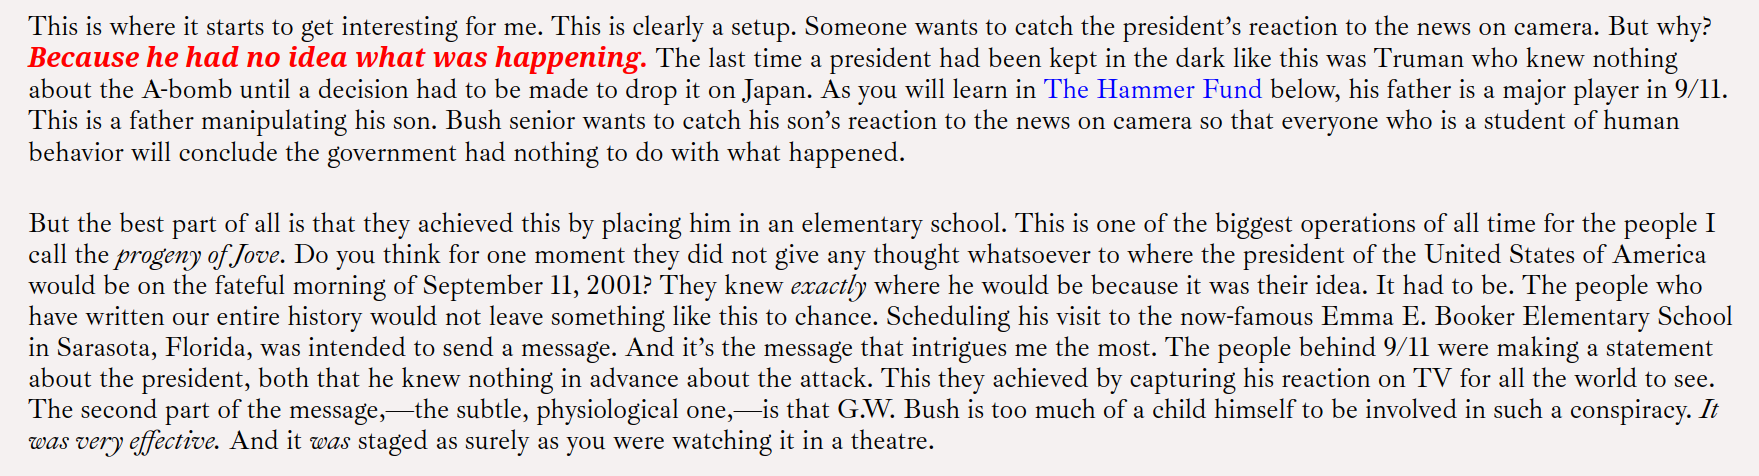 This is where it starts to get interesting for me. This is clearly a setup. Someone wants to catch the president’s reaction to the news on camera. But why?
Because he had no idea what was happening. The last time a president had been kept in the dark like this was Truman who knew nothing
about the A-bomb until a decision had to be made to drop it on Japan. As you will learn in The Hammer Fund below, his father is a major player in 9/11.
This is a father manipulating his son. Bush senior wants to catch his son’s reaction to the news on camera so that everyone who is a student of human
behavior will conclude the government had nothing to do with what happened.
But the best part of all is that they achieved this by placing him in an elementary school. This is one of the biggest operations of all time for the people I
call the progeny of Jove. Do you think for one moment they did not give any thought whatsoever to where the president of the United States of America
would be on the fateful morning of September 11, 2001? They knew exactly where he would be because it was their idea. It had to be. The people who
have written our entire history would not leave something like this to chance. Scheduling his visit to the now-famous Emma E. Booker Elementary School
in Sarasota, Florida, was intended to send a message. And it’s the message that intrigues me the most. The people behind 9/11 were making a statement
about the president, both that he knew nothing in advance about the attack. This they achieved by capturing his reaction on TV for all the world to see.
The second part of the message,—the subtle, physiological one,—is that G.W. Bush is too much of a child himself to be involved in such a conspiracy. It
was very effective. And it was staged as surely as you were watching it in a theatre.